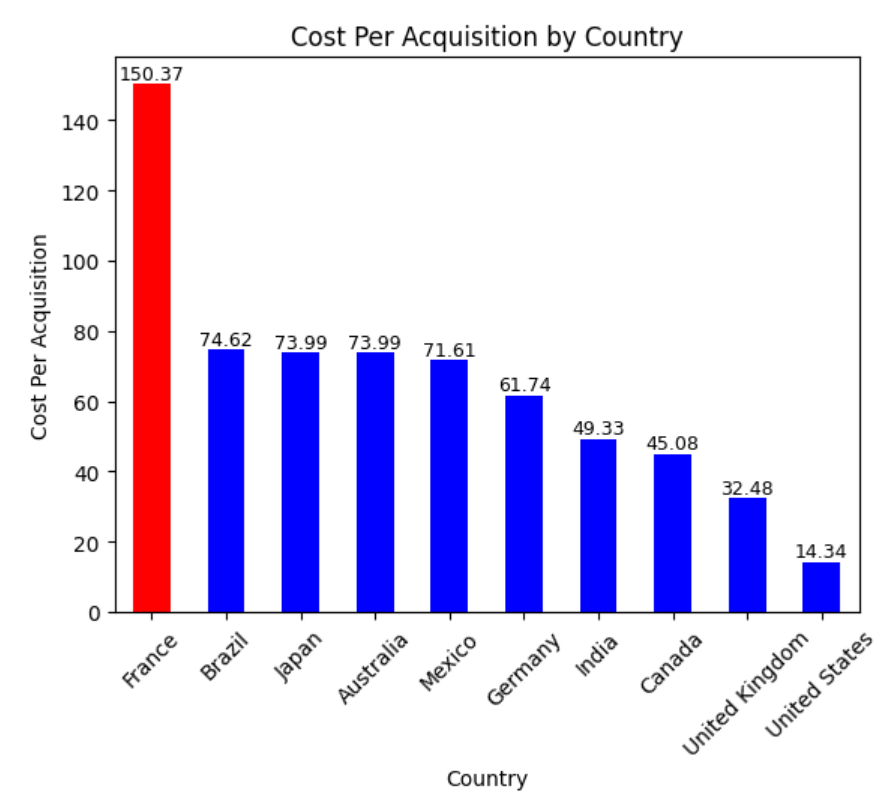 Cost Per Acquisition by Country
Cost Per Acquisition
140
120
100
80
60
40
20
0
150.37
74.62
73.99
73.99
71.61
61.74
49.33
45.08
32.48
14.34
France
Brazil
Japan
Australia
Mexico
Germany
India
Canada
United Kingdom
United States
Country